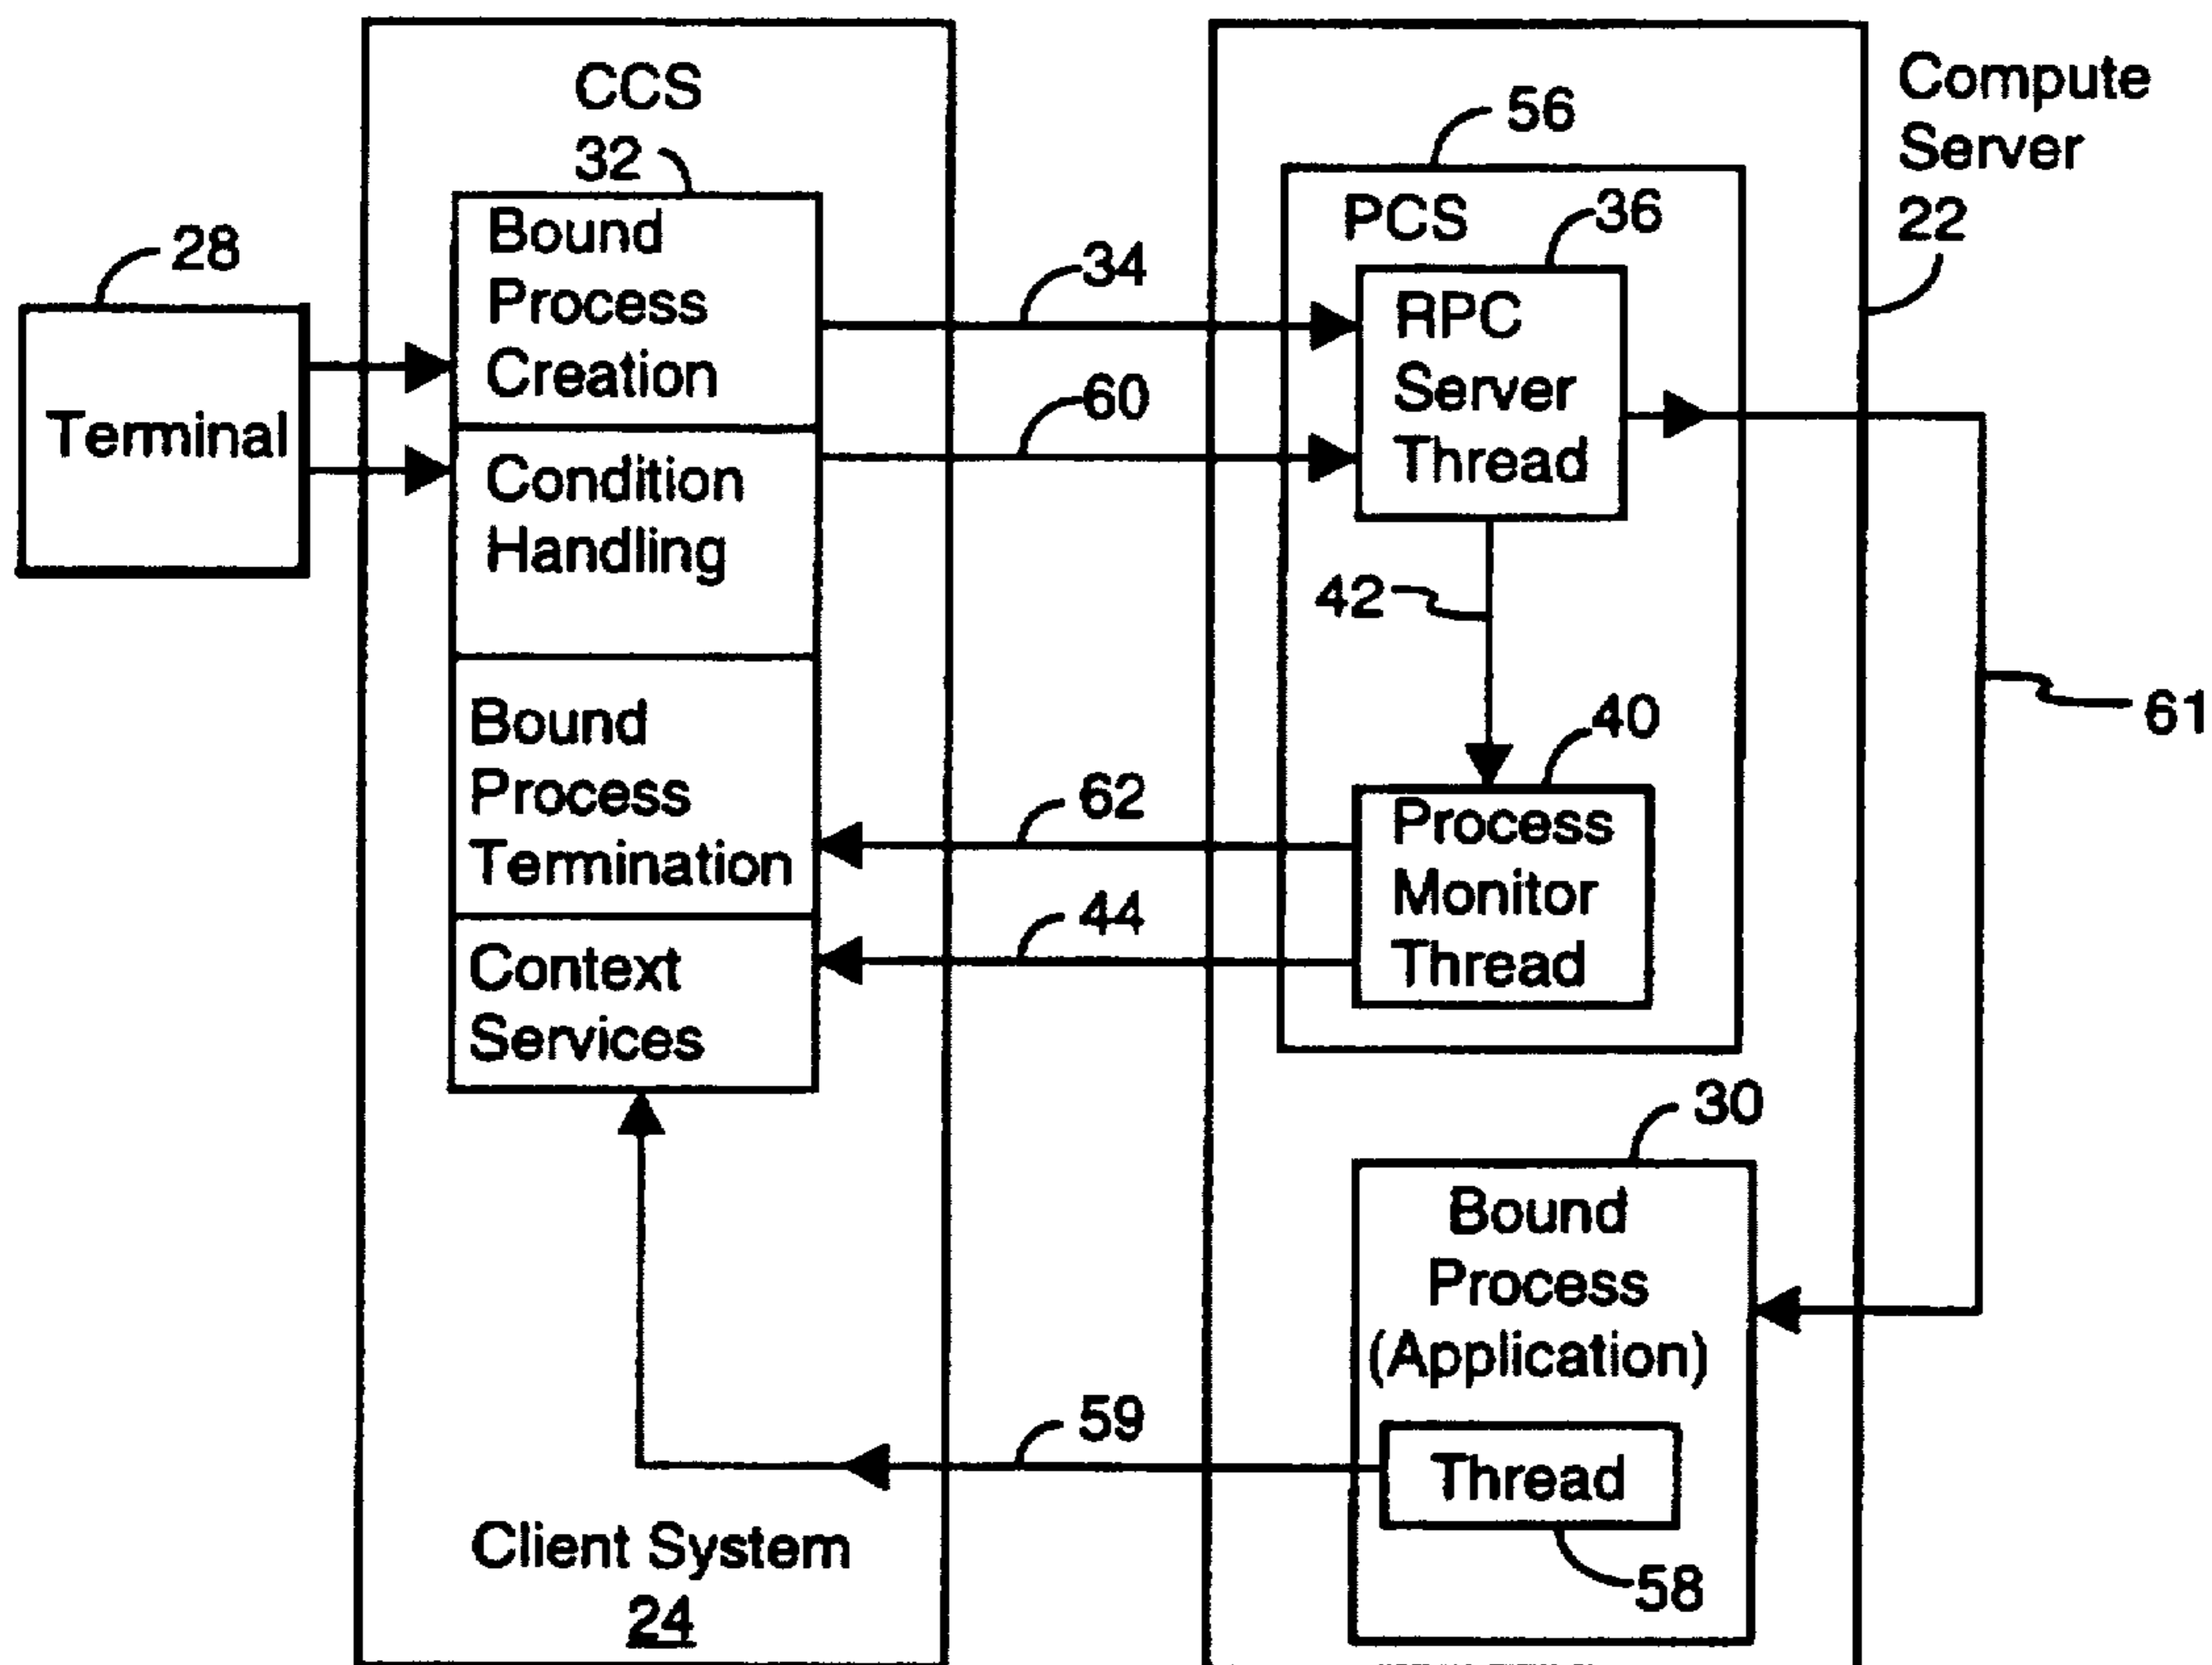 CCS
32
Bound
Process
Creation
Condition
Handling
Bound
Process
Termination
Context
Services
28
Terminal
34
60
62
44
59
Client System
24
56
PCS
36
RPC
Server
Thread
42
40
Process
Monitor
Thread
30
Bound
Process
(Application)
Thread
58
Compute
Server
22
61